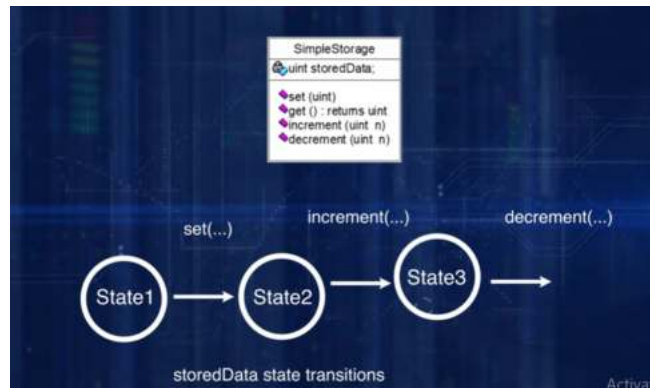 SimpleStorage
uint storedData;
set (uint)
get () : returns uint
increment (uint n)
decrement (uint n)
set(...)
increment(...)
decrement(...)
State1
State2
State3
storedData state transitions
Activa